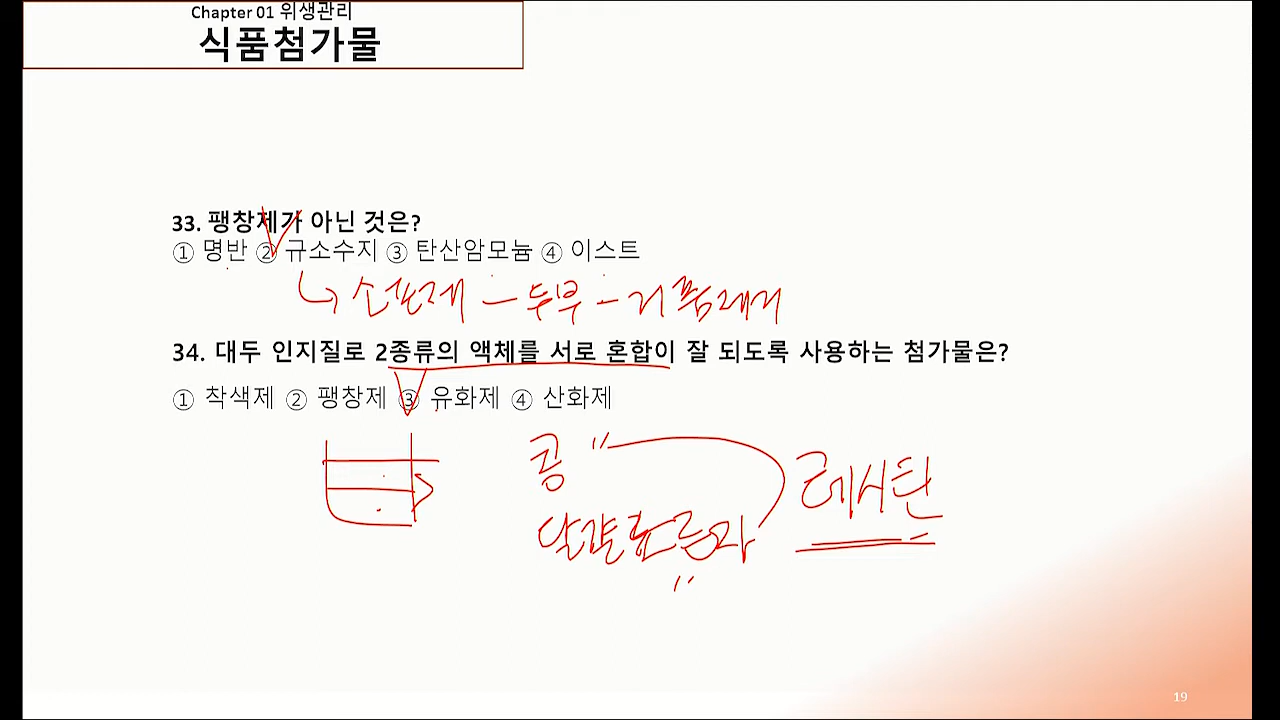 Chapter 01 위생관리
식품첨가물
33. 팽창제가 아닌 것은?
① 명반 ② 규소수지 ③ 탄산암모늄 ④ 이스트
소포제 - 두부 - 거품제거
34. 대두 인지질로 2종류의 액체를 서로 혼합이 잘 되도록 사용하는 첨가물은?
① 착색제 ② 팽창제 ③ 유화제 ④ 산화제
콩 "
레시틴
달걀 노른자
"
19